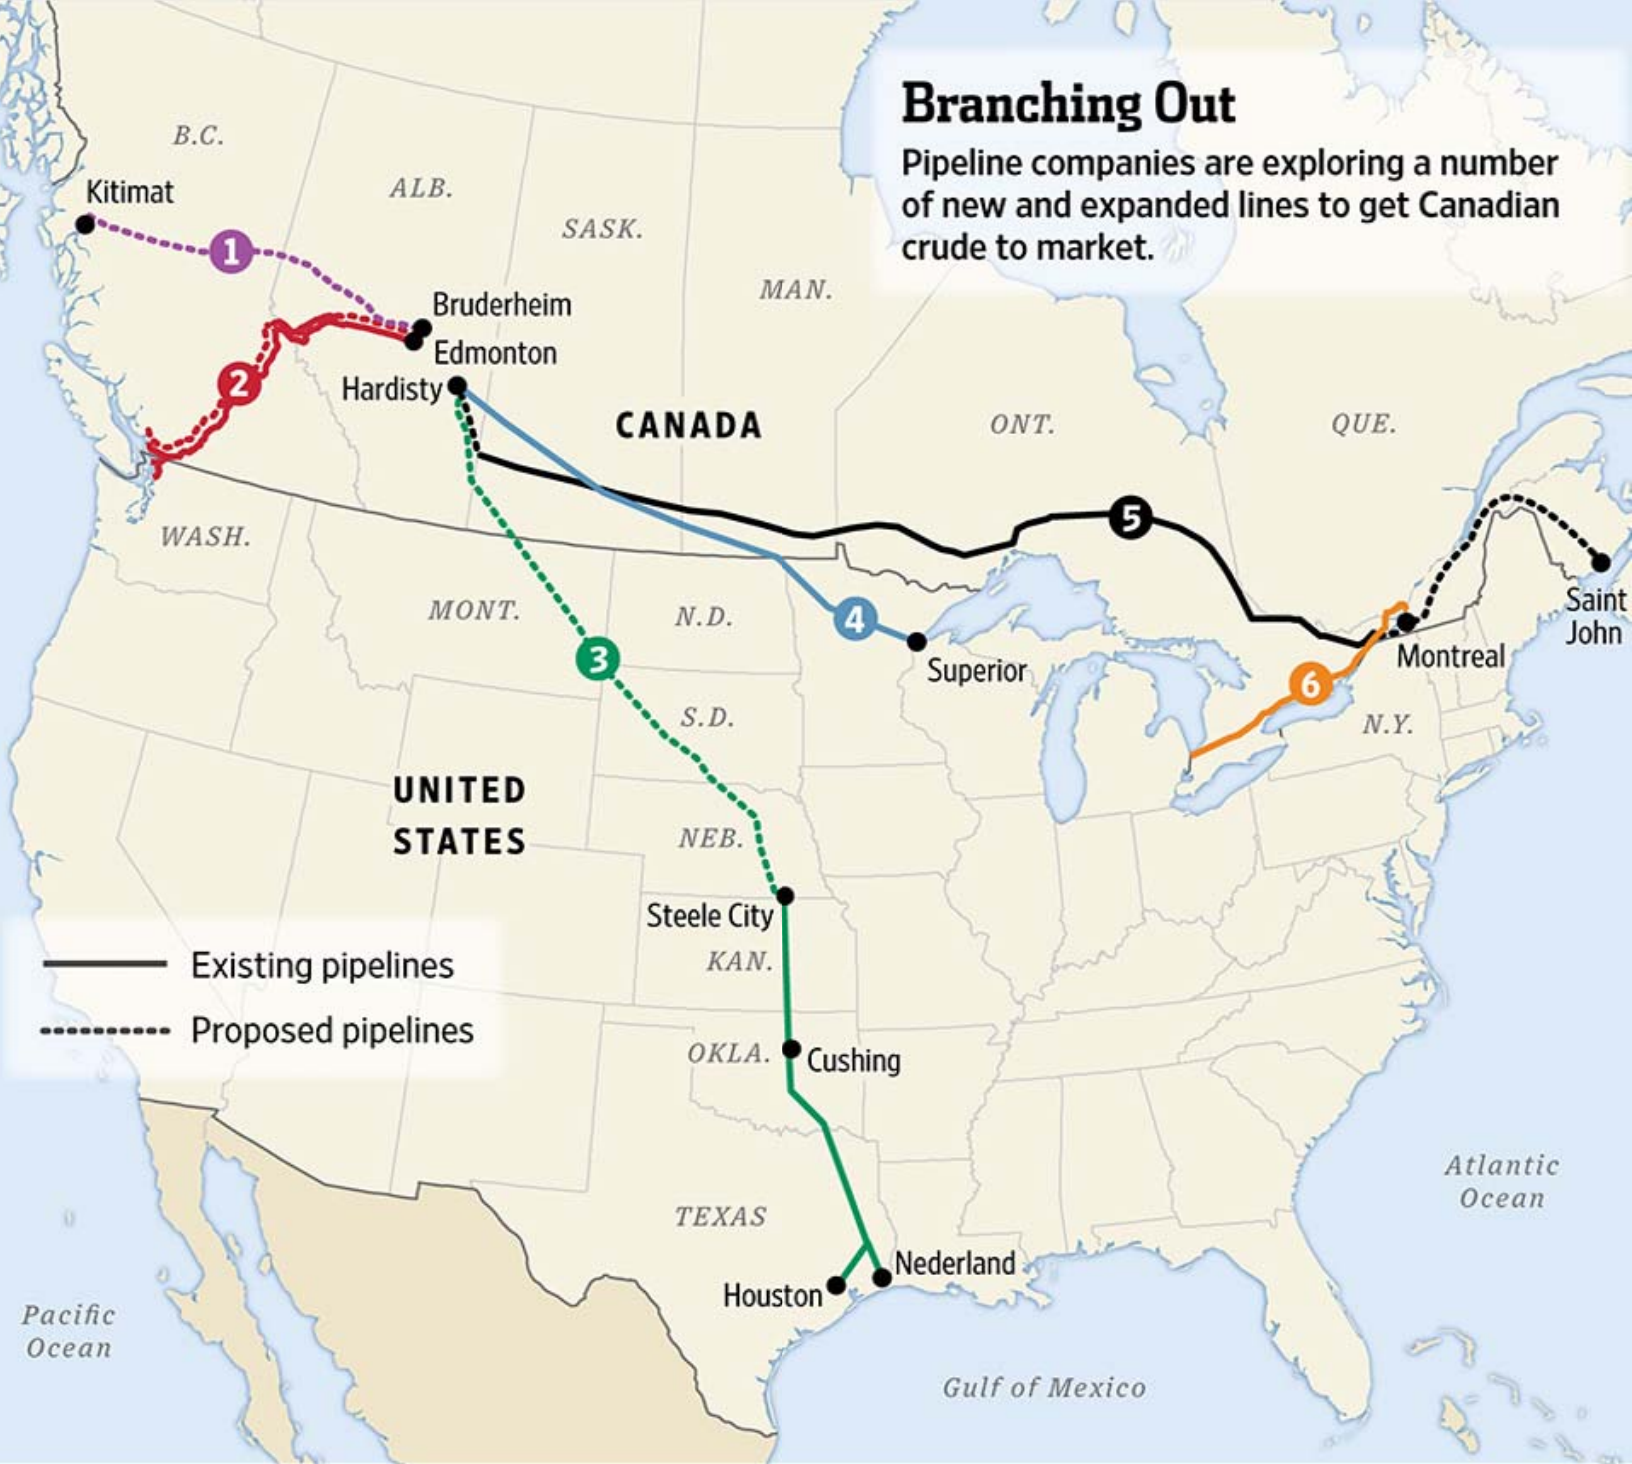 Branching Out
Pipeline companies are exploring a number
of new and expanded lines to get Canadian
crude to market.
B.C.
Kitimat
ALB.
SASK.
MAN.
1
Bruderheim
Edmonton
2
Hardisty
CANADA
ONT.
QUE.
5
WASH.
MONT.
N.D.
4
Superior
Saint
John
Montreal
3
6
S.D.
N.Y.
UNITED
STATES
NEB.
Steele City
KAN.
Existing pipelines
Proposed pipelines
OKLA.
Cushing
TEXAS
Nederland
Houston
Atlantic
Ocean
Pacific
Ocean
Gulf of Mexico